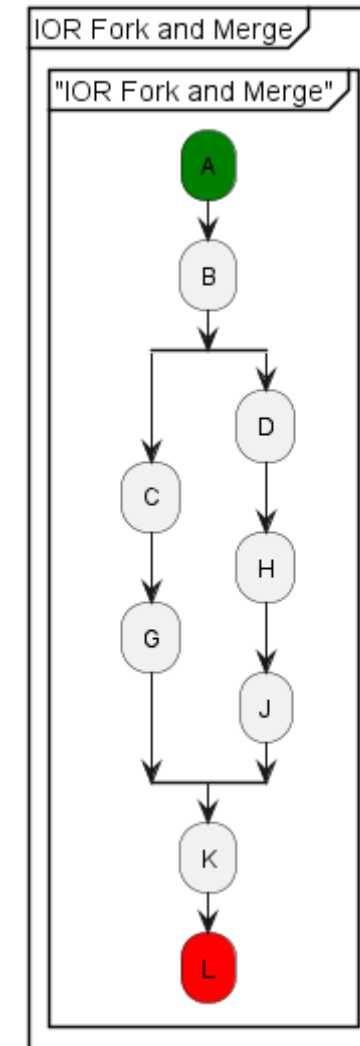 IOR Fork and Merge
"IOR Fork and Merge"
A
B
D
C
H
G
J
K
L